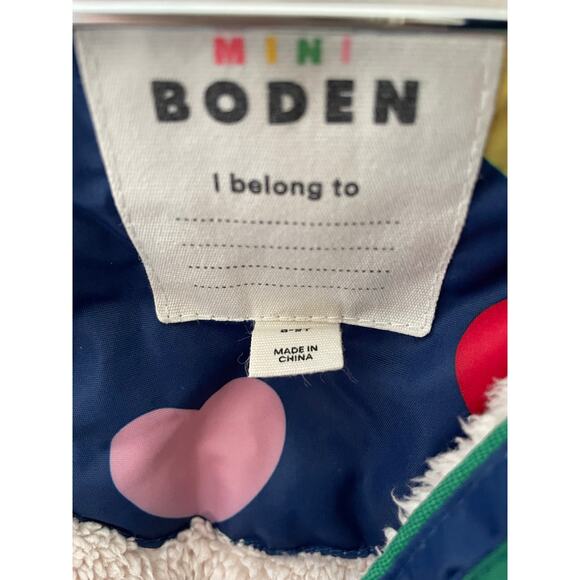 MINI
BODEN
I belong to
MADE IN
CHINA